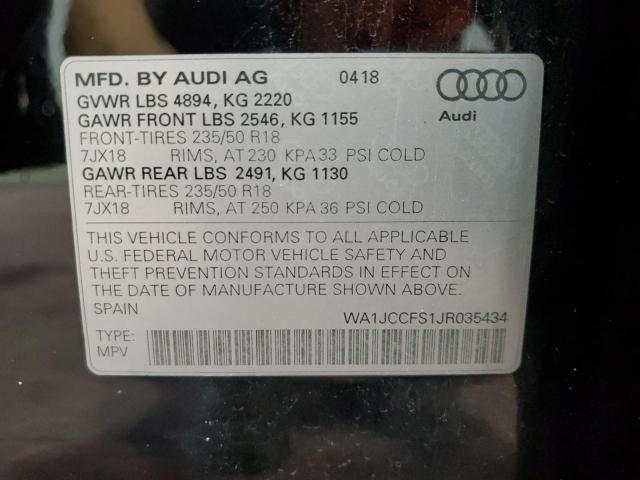 MFD. BY AUDI AG 0418
GVWR LBS 4894, KG 2220
GAWR FRONT LBS 2546, KG 1155
Audi
FRONT-TIRES 235/50 R18
7JX18 RIMS, AT 230 KPA 33 PSI COLD
GAWR REAR LBS 2491, KG 1130
REAR-TIRES 235/50 R18
7JX18 RIMS, AT 250 KPA 36 PSI COLD
THIS VEHICLE CONFORMS TO ALL APPLICABLE
U.S. FEDERAL MOTOR VEHICLE SAFETY AND
THEFT PREVENTION STANDARDS IN EFFECT ON
THE DATE OF MANUFACTURE SHOWN ABOVE.
SPAIN WA1JCCFS1JR035434
TYPE:
MPV